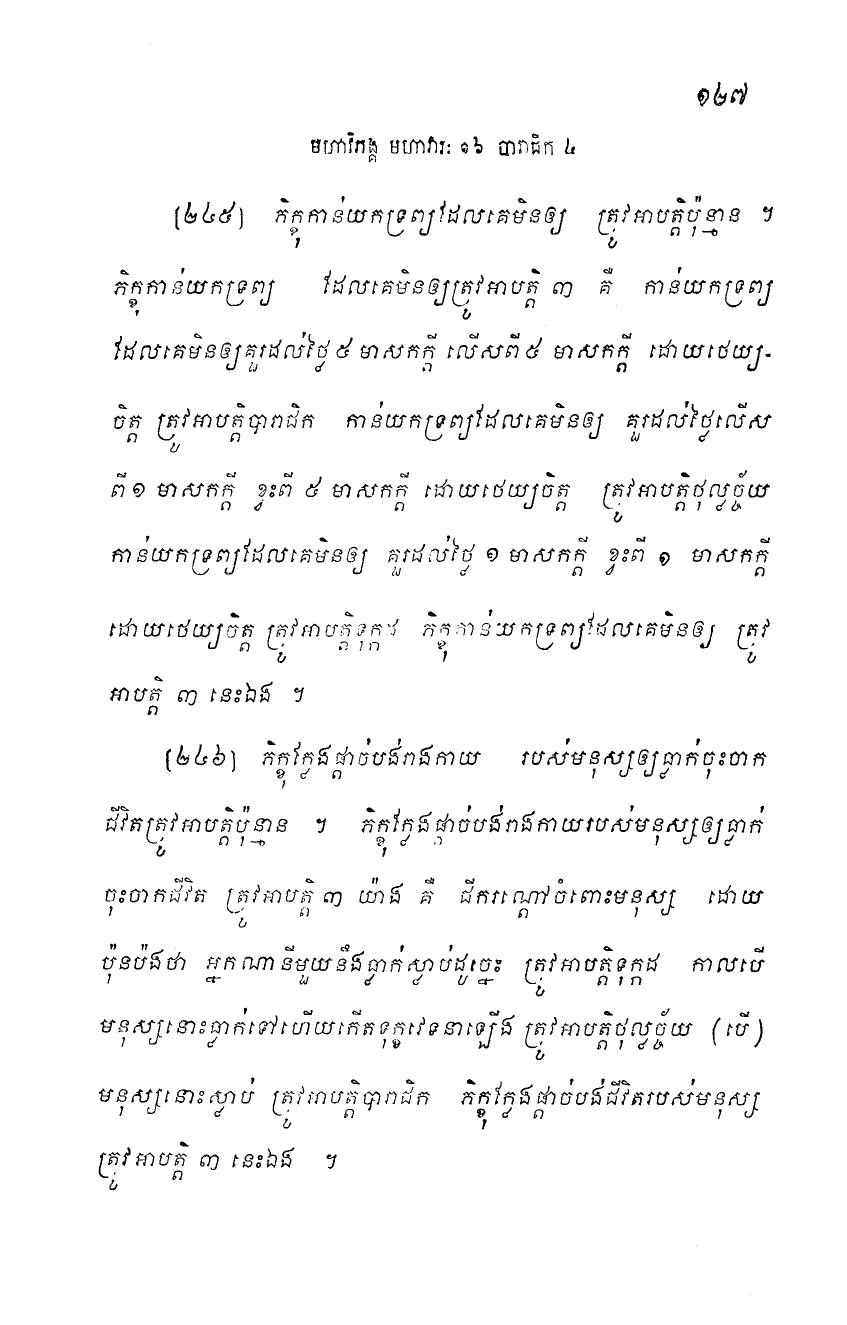 ១២៧
មហាវិភង្គ មហាវារៈ ១៦ បារាជិក ៤
(២៤៥) ភិក្ខុកាន់យកទ្រព្យដែលគេមិនឲ្យ ត្រូវអាបត្តិប៉ុន្មាន ។
ភិក្ខុកាន់យកទ្រព្យ ដែលគេមិនឲ្យត្រូវអាបត្តិ ៣ គឺ កាន់យកទ្រព្យ
ដែលគេមិនឲ្យគួរដល់ថ្ងៃ ៥ មាសកក្តី លើសពី ៥ មាសកក្តី ដោយថេយ្យ-
ចិត្ត ត្រូវអាបត្តិបារាជិក កាន់យកទ្រព្យដែលគេមិនឲ្យ គួរដល់ថ្ងៃលើស
ពី ១ មាសកក្តី ខ្វះពី ៥ មាសកក្តី ដោយថេយ្យចិត្ត ត្រូវអាបត្តិថុល្លច្ច័យ
កាន់យកទ្រព្យដែលគេមិនឲ្យ គួរដល់ថ្ងៃ ១ មាសកក្តី ខ្វះពី ១ មាសកក្តី
ដោយថេយ្យចិត្ត ត្រូវអាបត្តិទុក្កដ ភិក្ខុកាន់យកទ្រព្យដែលគេមិនឲ្យ ត្រូវ
អាបត្តិ ៣ នេះឯង ។
(២៤៦) ភិក្ខុក្លែងផ្តាច់បង់រាងកាយ របស់មនុស្សឲ្យធ្លាក់ចុះចាក
ជីវិតត្រូវអាបត្តិប៉ុន្មាន ។ ភិក្ខុក្លែងផ្តាច់បង់រាងកាយរបស់មនុស្សឲ្យធ្លាក់
ចុះចាកជីវិត ត្រូវអាបត្តិ ៣ យ៉ាង គឺ ជីករណ្តៅចំពោះមនុស្ស ដោយ
ប៉ុនប៉ងថា អ្នកណានីមួយនឹងធ្លាក់ស្លាប់ដូច្នេះ ត្រូវអាបត្តិទុក្កដ កាលបើ
មនុស្សនោះធ្លាក់ទៅហើយកើតទុក្ខវេទនាឡើង ត្រូវអាបត្តិថុល្លច្ច័យ (បើ)
មនុស្សនោះស្លាប់ ត្រូវអាបត្តិបារាជិក ភិក្ខុក្លែងផ្តាច់បង់ជីវិតរបស់មនុស្ស
ត្រូវអាបត្តិ ៣ នេះឯង ។